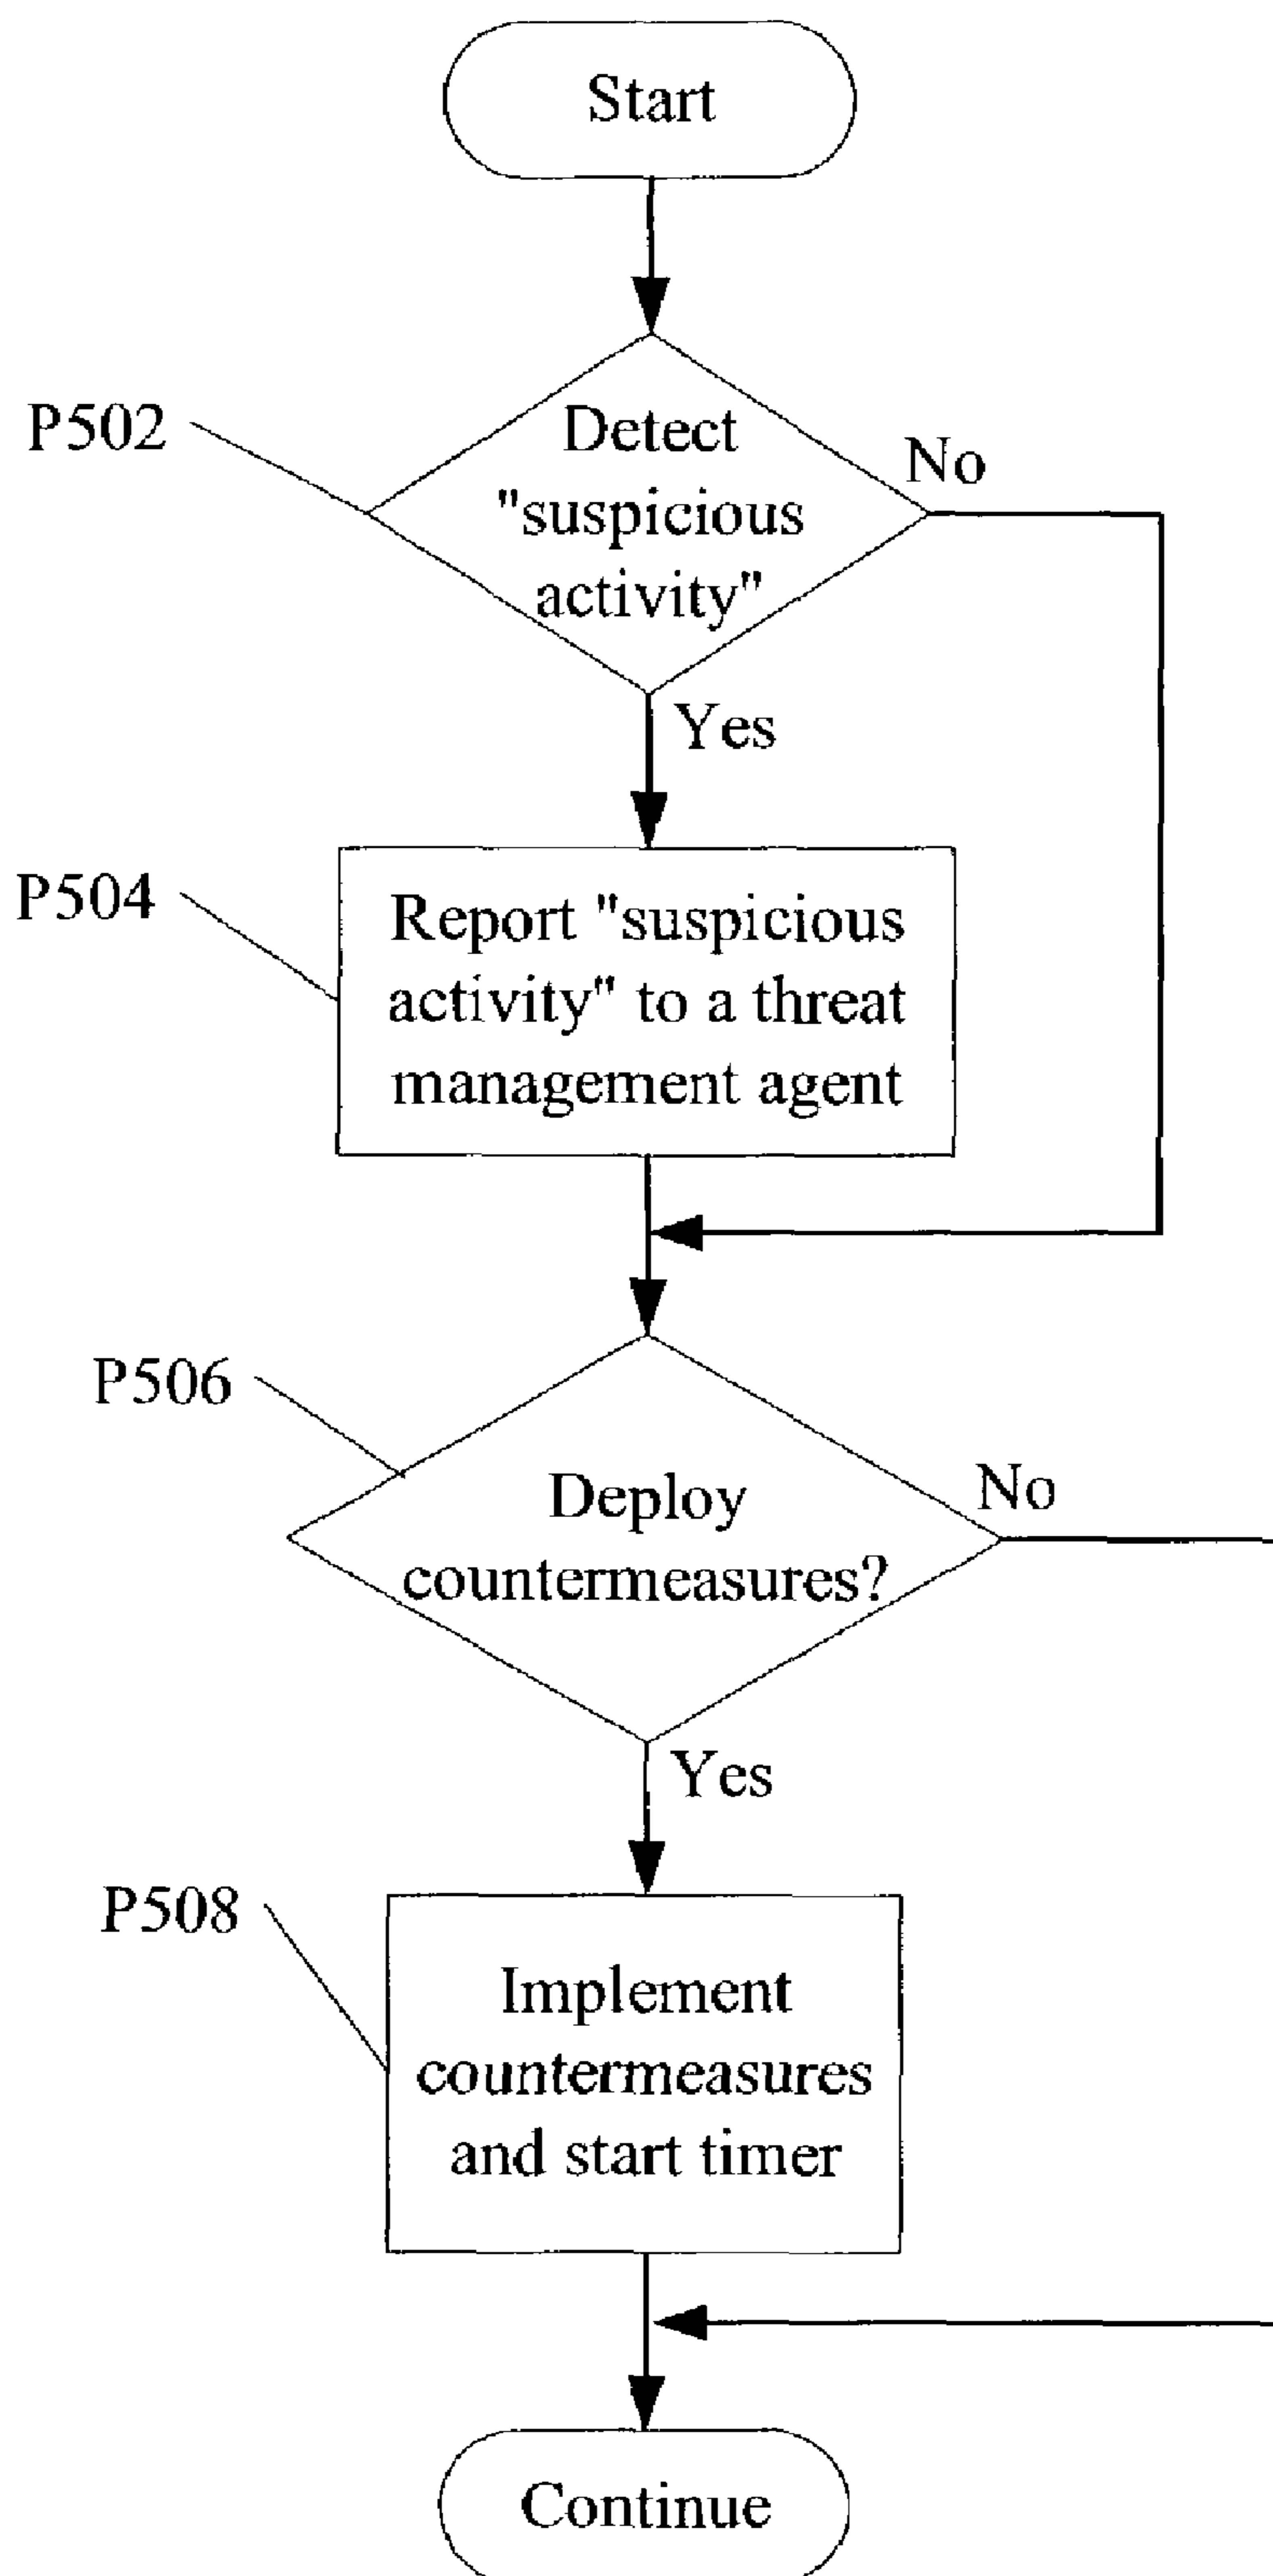 Start
P502
Detect
"suspicious
activity"
No
Yes
P504
Report "suspicious
activity" to a threat
management agent
P506
Deploy
countermeasures?
No
Yes
P508
Implement
countermeasures
and start timer
Continue